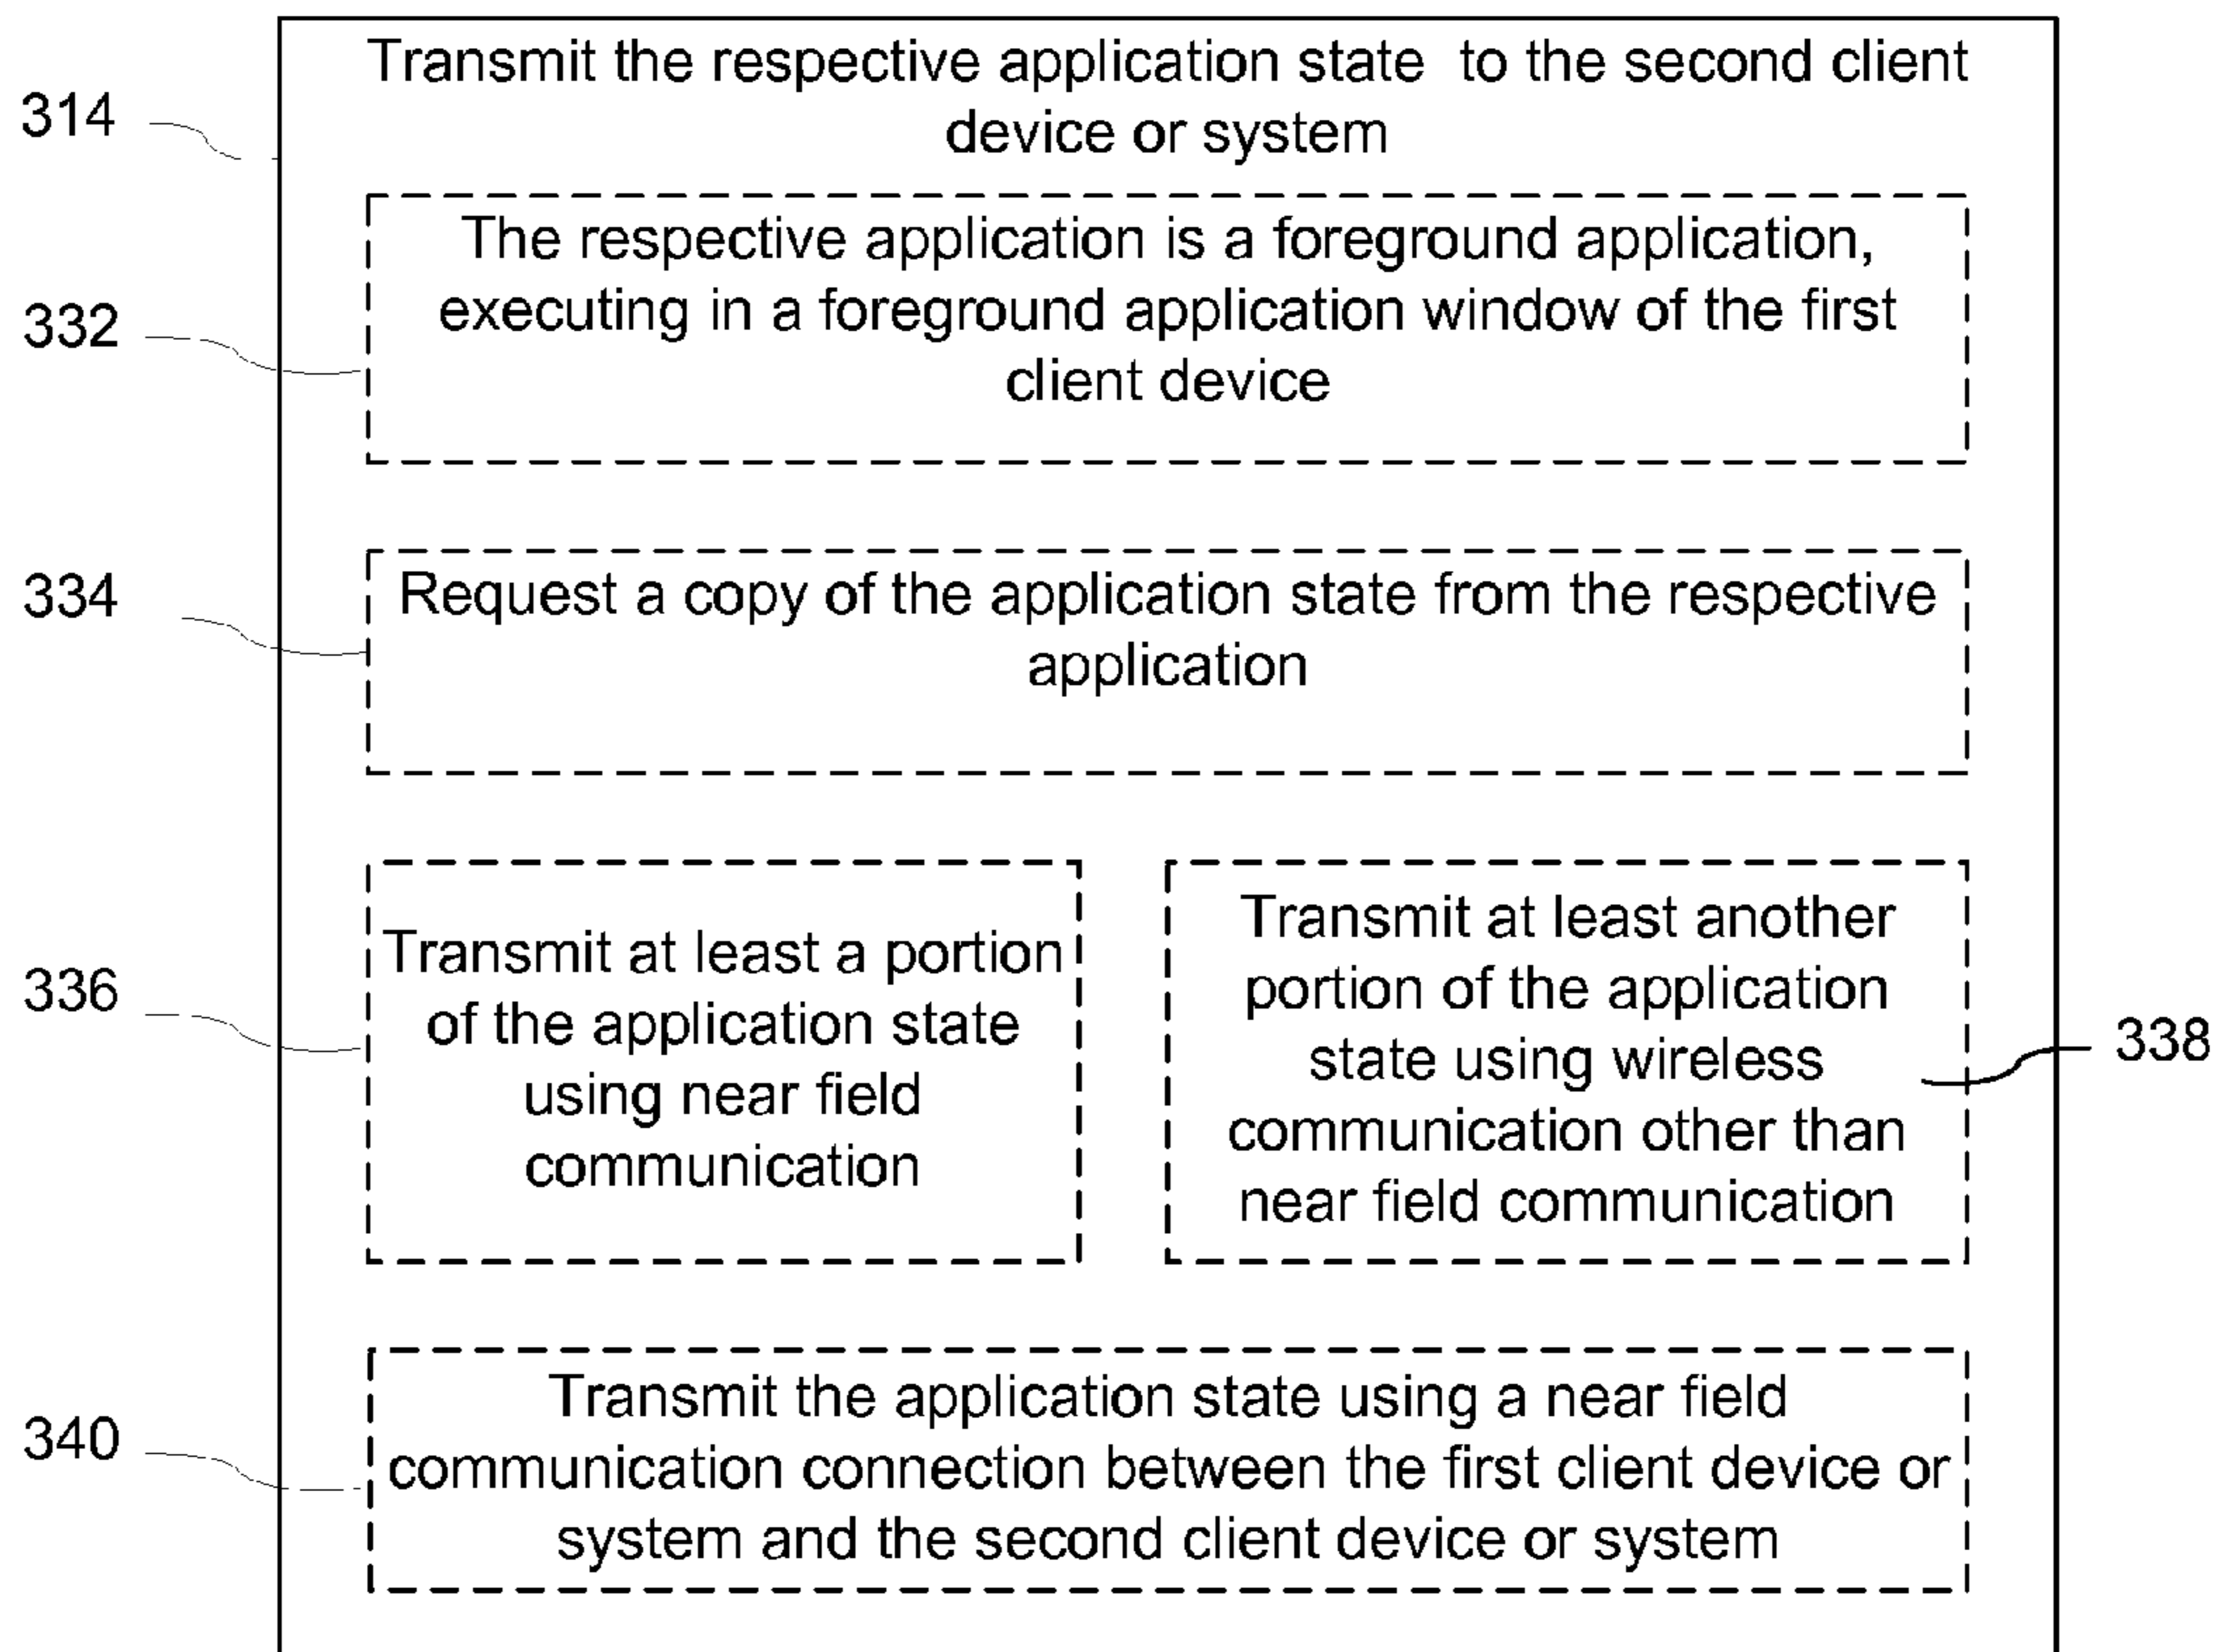 Transmit the respective application state to the second client
device or system
314
The respective application is a foreground application,
executing in a foreground application window of the first
client device
332
Request a copy of the application state from the respective
application
334
Transmit at least a portion
of the application state
using near field
communication
336
Transmit at least another
portion of the application
state using wireless
communication other than
near field communication
338
Transmit the application state using a near field
communication connection between the first client device or
system and the second client device or system
340